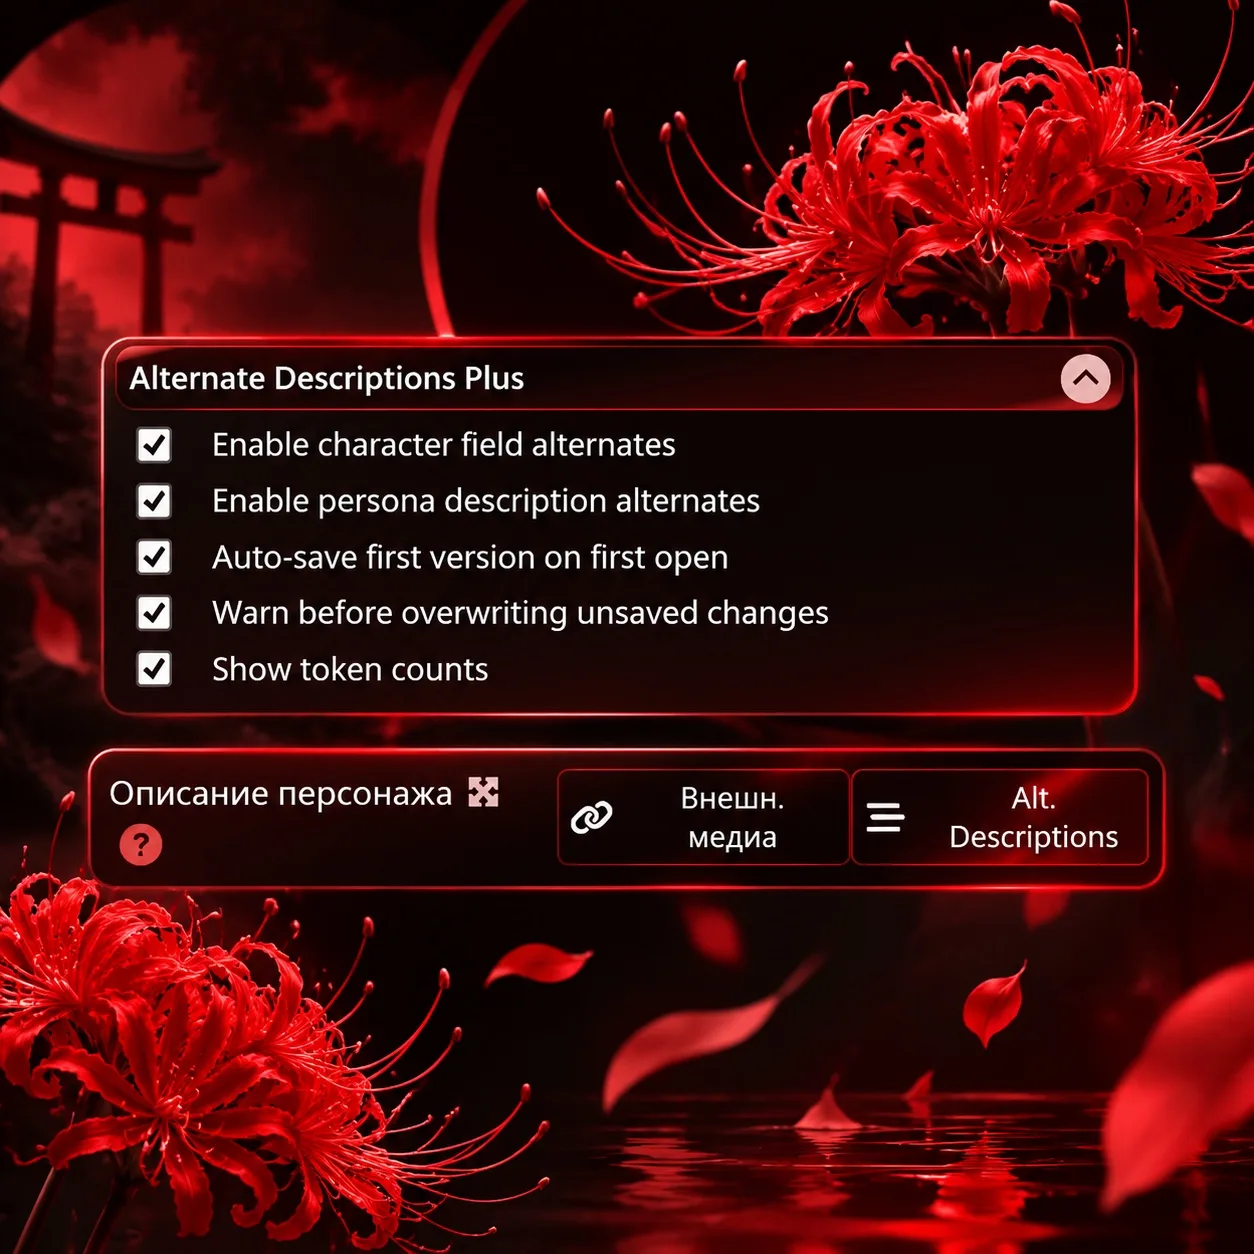 Alternate Descriptions Plus
Enable character field alternates
Enable persona description alternates
Auto-save first version on first open
Warn before overwriting unsaved changes
Show token counts
Описание персонажа
?
Внешн.
медиа
Alt.
Descriptions